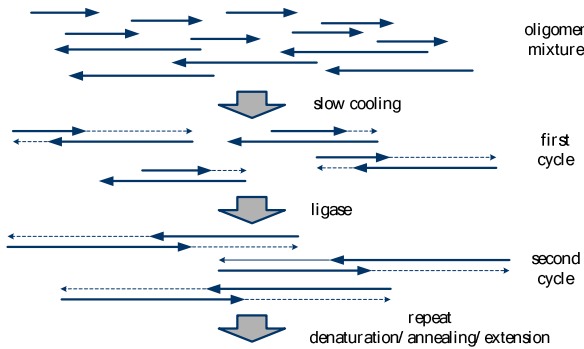 oligomer
mixture
slow cooling
first
cycle
ligase
second
cycle
repeat
denaturation/ annealing/ extension